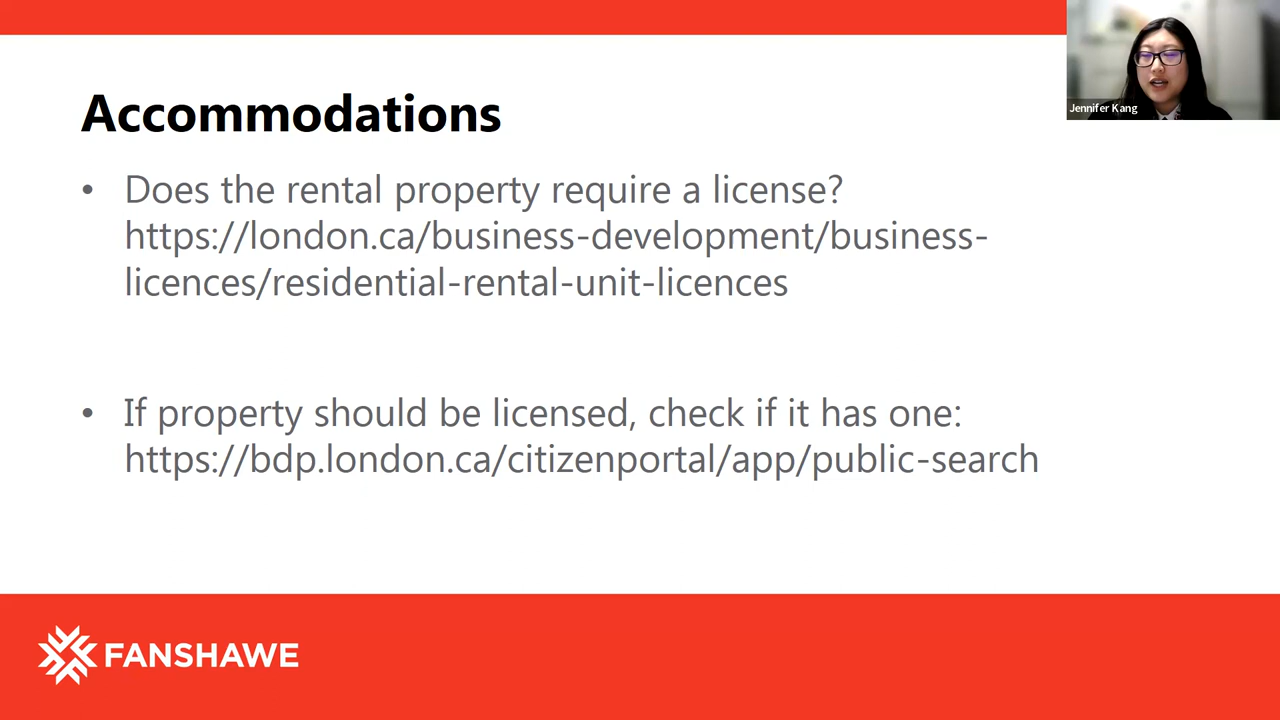 Accommodations
• Does the rental property require a license?
https://london.ca/business-development/business-
licences/residential-rental-unit-licences
• If property should be licensed, check if it has one:
https://bdp.london.ca/citizenportal/app/public-search
Jennifer Kang
FANSHAWE